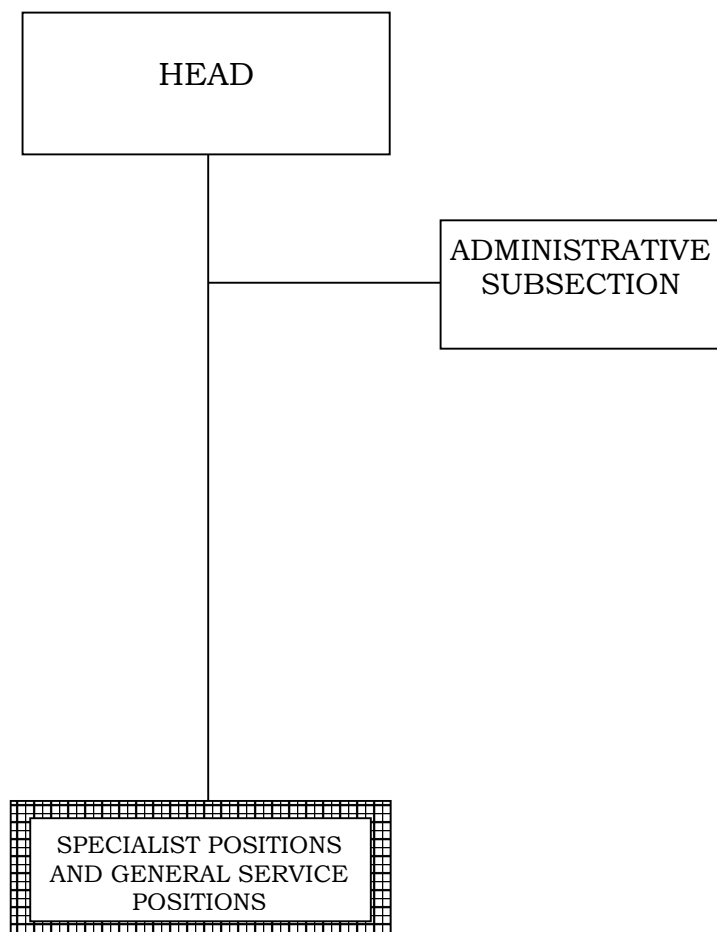 HEAD
ADMINISTRATIVE
SUBSECTION
SPECIALIST POSITIONS
AND GENERAL SERVICE
POSITIONS